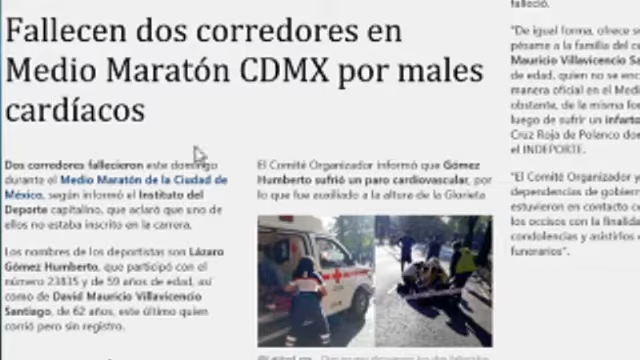 Fallecen dos corredores en
Medio Maratón CDMX por males
cardíacos
Dos corredores fallecieron este domingo
durante el Medio Maratón de la Ciudad de
México, según informó el Instituto del
Deporte capitalino, que aclaró que uno de
ellos no estaba inscrito en la carrera.
Los nombres de los deportistas son Lázaro
Gómez Humberto, que participó con el
número 23835 y de 59 años de edad, así
como de David Mauricio Villavicencio
Santiago, de 62 años, este último quien
corrió pero sin registro.
El Comité Organizador informó que Gómez
Humberto sufrió un paro cardiovascular, por
lo que fue auxiliado a la altura de la Glorieta
falleció.
"De igual forma, ofrece s
pésame a la familia del c
Mauricio Villavicencio Sa
de edad, quien no se enc
manera oficial en el Medi
obstante, de la misma for
luego de sufrir un infarto
Cruz Roja de Polanco do
el INDEPORTE.
"El Comité Organizador y
dependencias de gobier
estuvieron en contacto c
los occisos con la finalida
condolencias y asistirlos
funerarios".